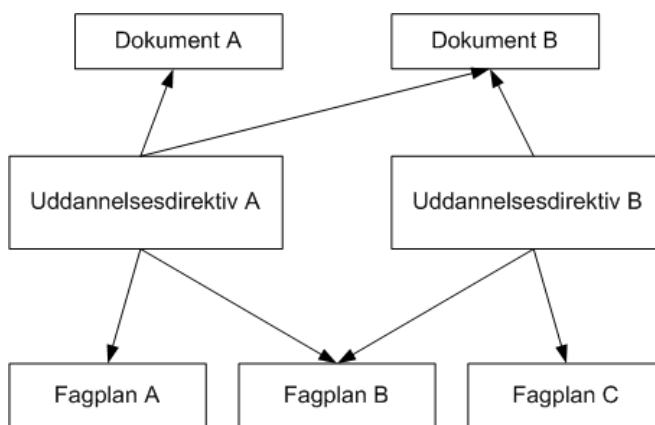 Dokument A
Dokument B
Uddannelsesdirektiv A
Uddannelsesdirektiv B
Fagplan A
Fagplan B
Fagplan C